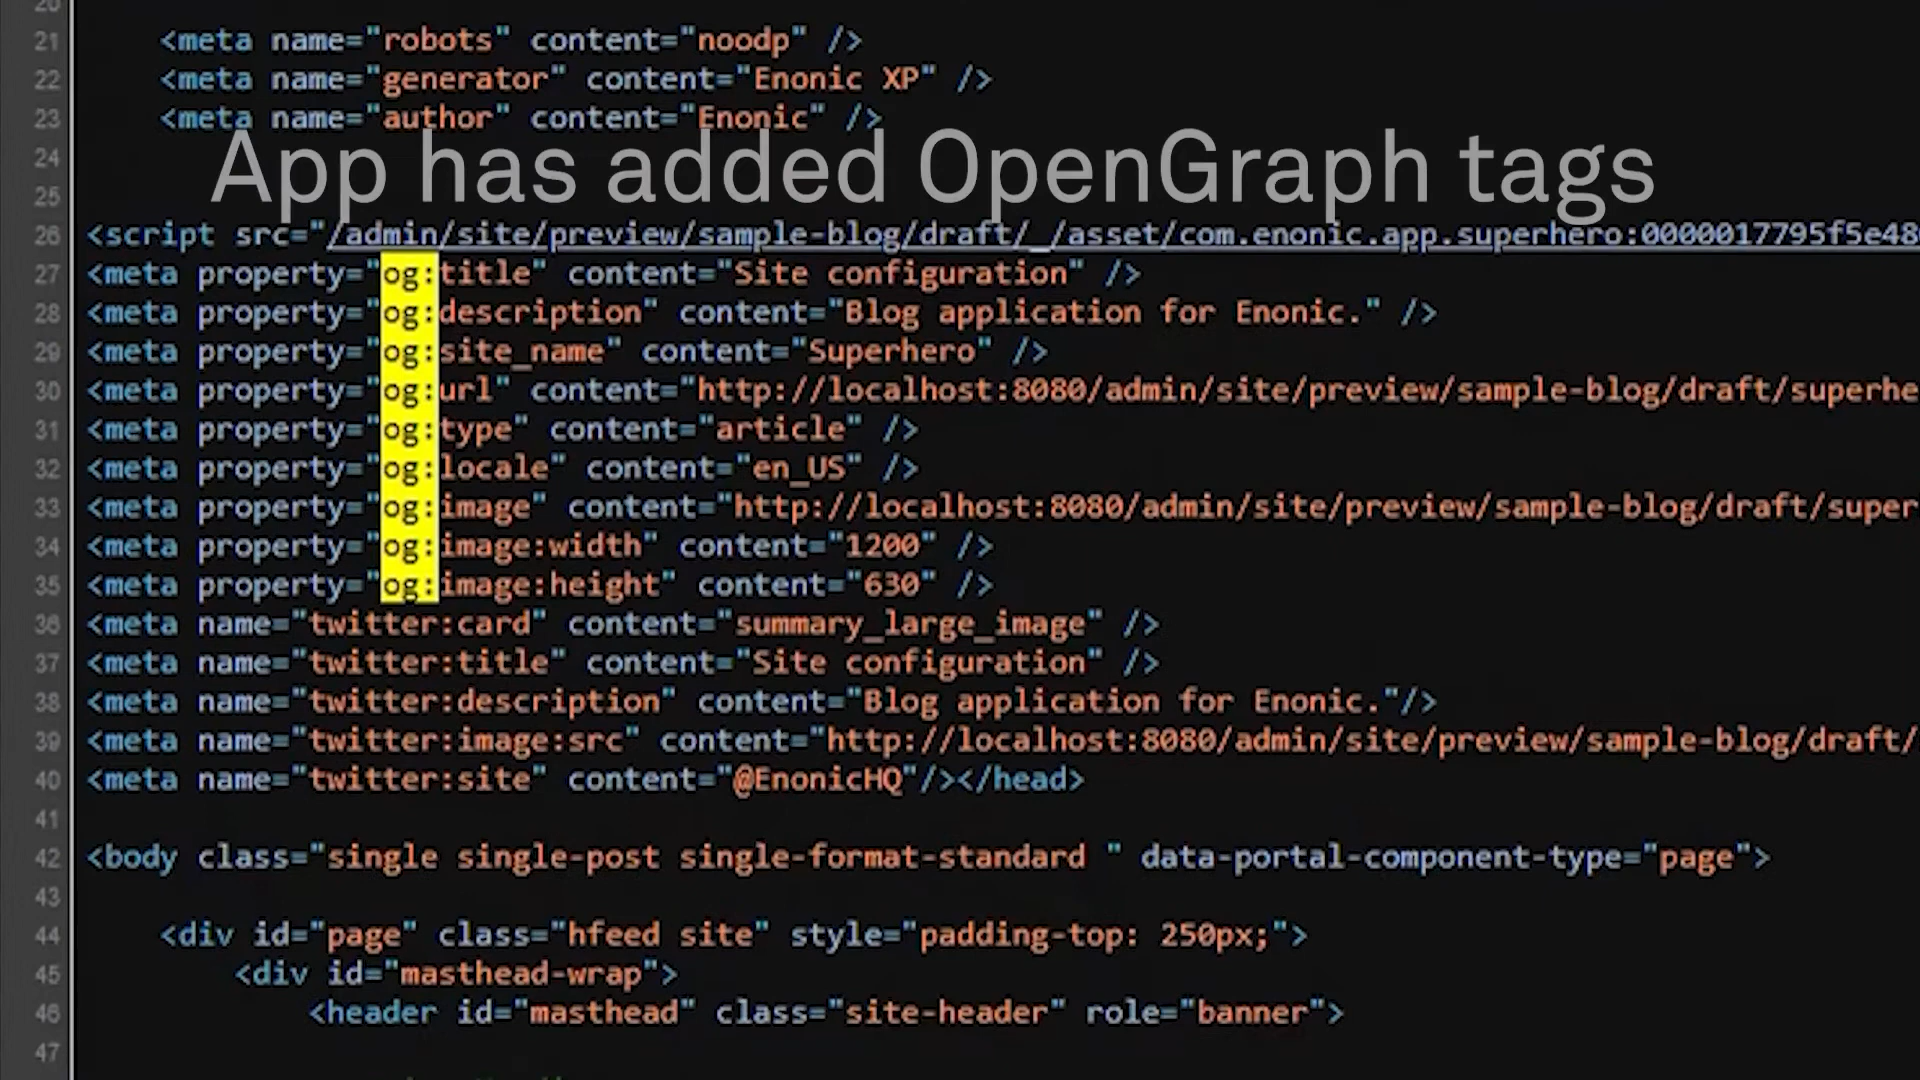 20
21 <meta name="robots" content="noodp" />
22 <meta name="generator" content="Enonic XP" />
23 <meta name="author" content="Enonic" />
App has added OpenGraph tags
24
25
26 <script src="/admin/site/preview/sample-blog/draft/_/asset/com.enonic.app.superhero:0000017795f5e48
27 <meta property="og:title" content="Site configuration" />
28 <meta property="og:description" content="Blog application for Enonic." />
29 <meta property="og:site_name" content="Superhero" />
30 <meta property="og:url" content="http://localhost:8080/admin/site/preview/sample-blog/draft/superhe
31 <meta property="og:type" content="article" />
32 <meta property="og:locale" content="en_US" />
33 <meta property="og:image" content="http://localhost:8080/admin/site/preview/sample-blog/draft/super
34 <meta property="og:image:width" content="1200" />
35 <meta property="og:image:height" content="630" />
36 <meta name="twitter:card" content="summary_large_image" />
37 <meta name="twitter:title" content="Site configuration" />
38 <meta name="twitter:description" content="Blog application for Enonic."/>
39 <meta name="twitter:image:src" content="http://localhost:8080/admin/site/preview/sample-blog/draft/
40 <meta name="twitter:site" content="@EnonicHQ"/></head>
41
42 <body class="single single-post single-format-standard " data-portal-component-type="page">
43
44 <div id="page" class="hfeed site" style="padding-top: 250px;">
45 <div id="masthead-wrap">
46 <header id="masthead" class="site-header" role="banner">
47